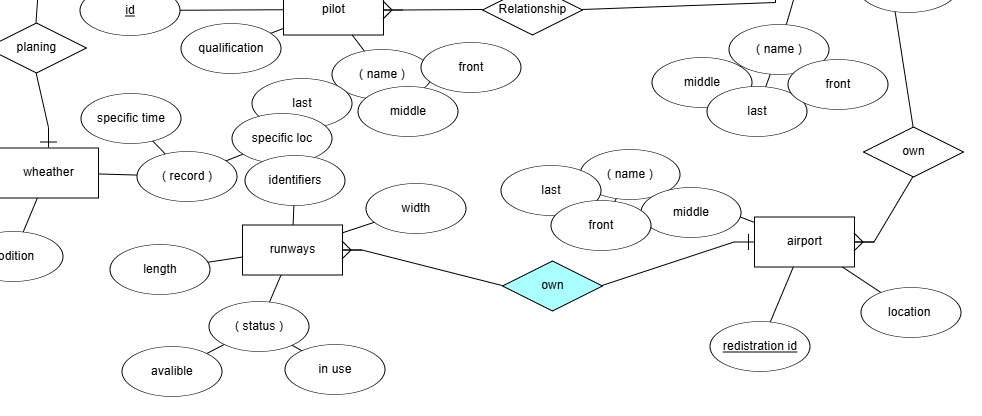 id
pilot
Relationship
planing
qualification
( name )
front
last
middle
( name )
middle
front
last
specific time
specific loc
own
wheather
( record )
identifiers
last
( name )
front
middle
width
runways
airport
odition
length
own
location
( status )
redistration id
avalible
in use